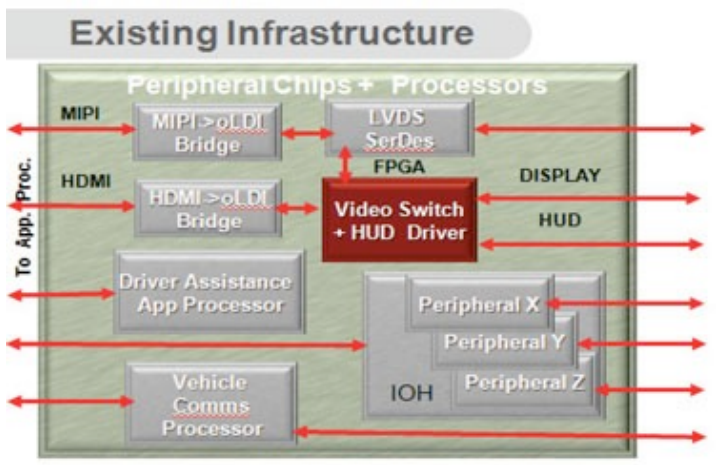 Existing Infrastructure
Peripheral Chips + Processors
MIPI
MIPI->oLDI
Bridge
LVDS
SerDes
FPGA
HDMI
HDMI->oLDI
Bridge
Video Switch
+ HUD Driver
DISPLAY
HUD
To App. Proc.
Driver Assistance
App Processor
Peripheral X
Peripheral Y
Peripheral Z
IOH
Vehicle
Comms
Processor